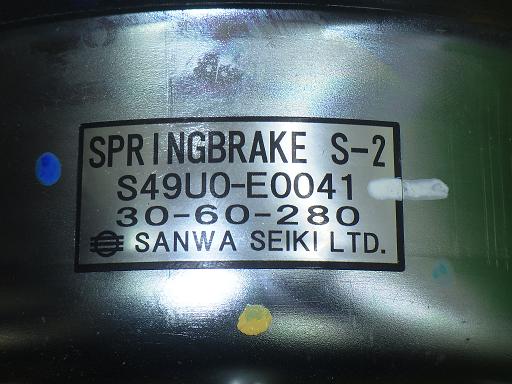 SPRINGBRAKE S-2
S49U0-E0041
30-60-280
SANWA SEIKI LTD.